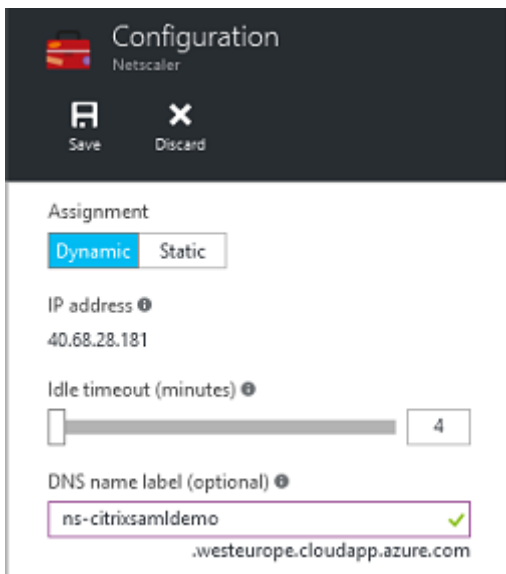 Configuration
Netscaler
Save Discard
Assignment
Dynamic Static
IP address
40.68.28.181
Idle timeout (minutes)
4
DNS name label (optional)
ns-citrixsamldemo
.westeurope.cloudapp.azure.com